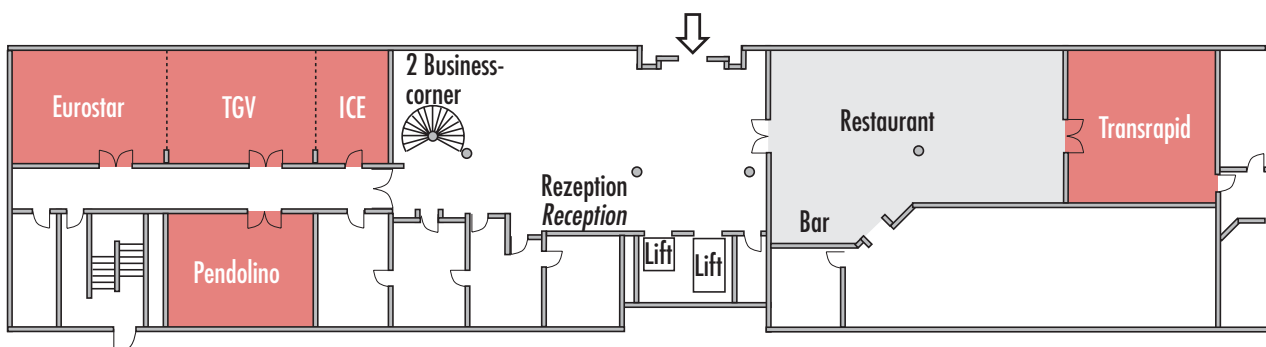 2 Business-
corner
Eurostar
TGV
ICE
Restaurant
Transrapid
Rezeption
Reception
Bar
Lift
Lift
Pendolino